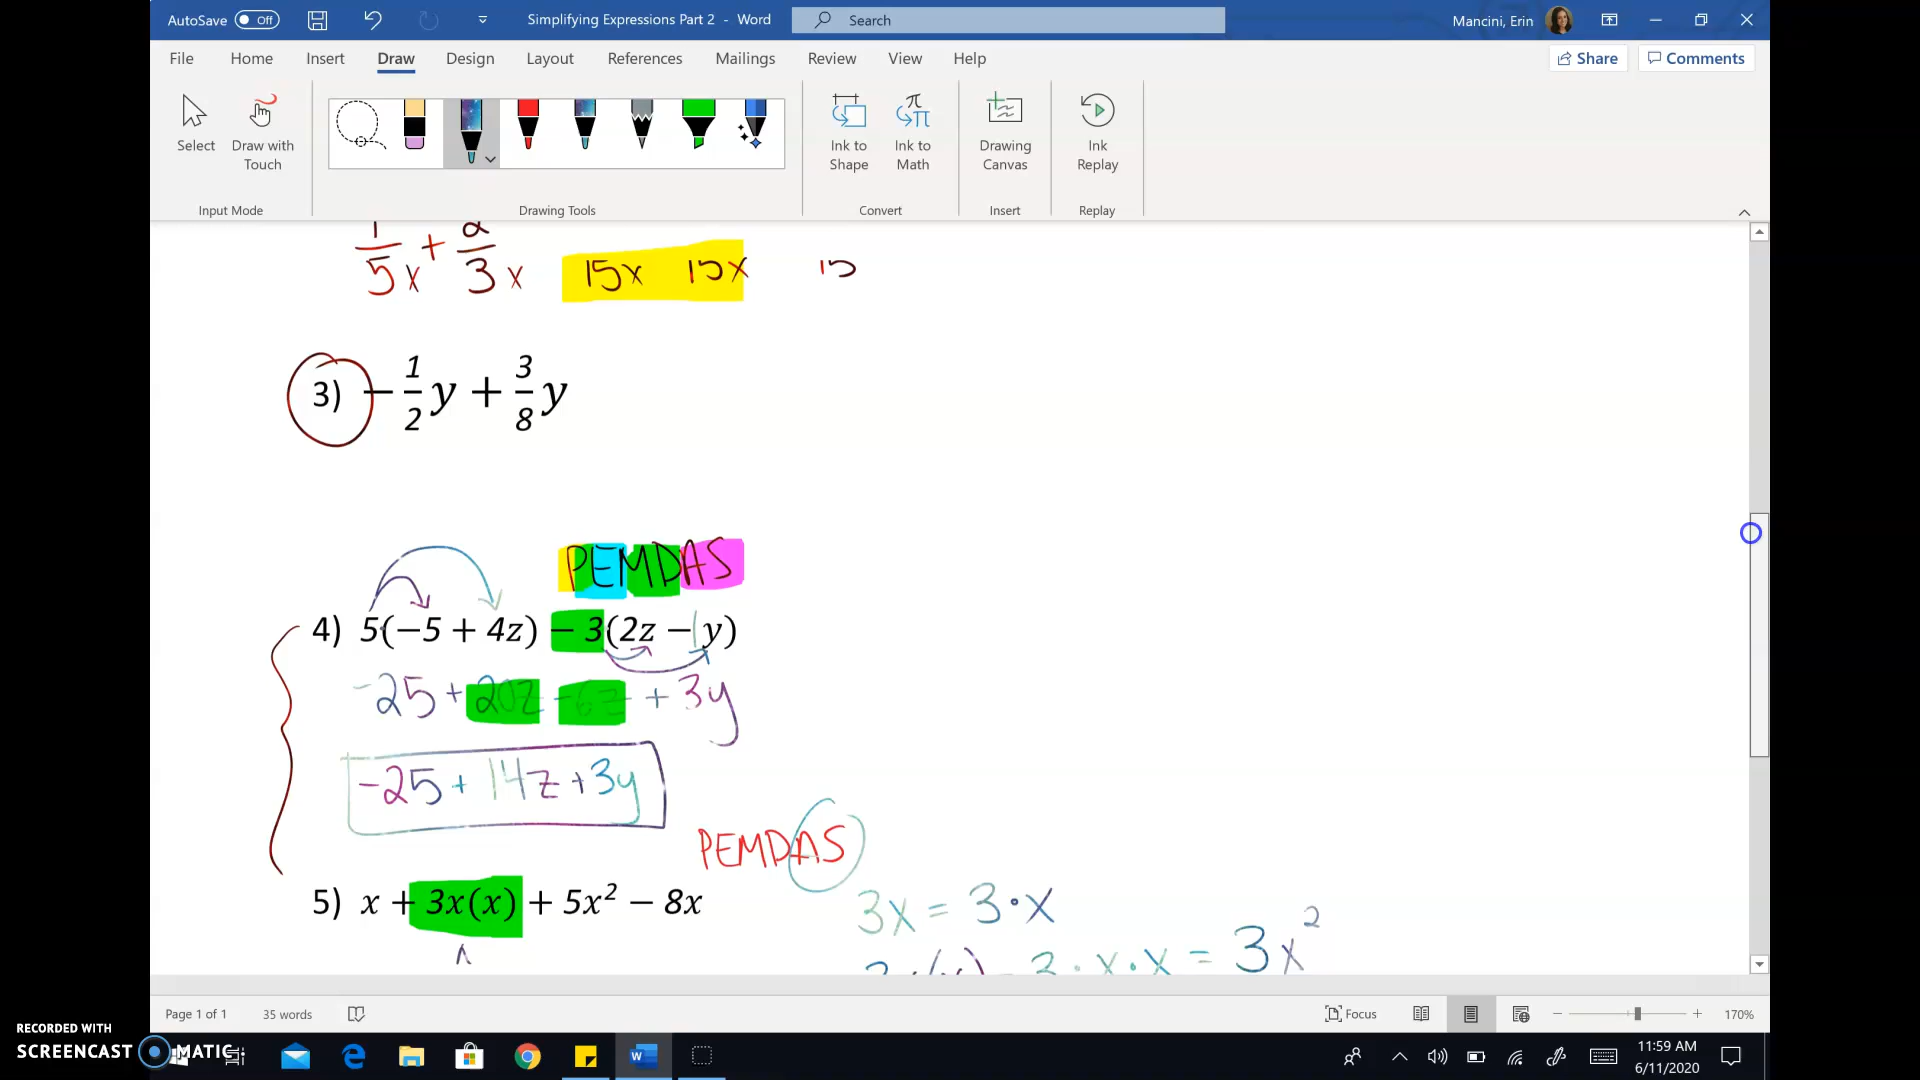 AutoSave Off Simplifying Expressions Part 2 - Word Search Mancini, Erin
File Home Insert Draw Design Layout References Mailings Review View Help Share Comments
Select Draw with Touch Ink to Shape Ink to Math Drawing Canvas Ink Replay
Input Mode Drawing Tools Convert Insert Replay
1/5x + 2/3x 15x 15x 15
3) −1/2y + 3/8y
PEMDAS
4) 5(−5 + 4z) − 3(2z − 1y)
-25 + 20z - 6z + 3y
-25 + 14z + 3y
PEMDAS
5) x + 3x(x) + 5x² − 8x
3x = 3·x
3·x·x = 3x²
Page 1 of 1 35 words Focus 170%
RECORDED WITH
SCREENCAST MATIC
11:59 AM
6/11/2020